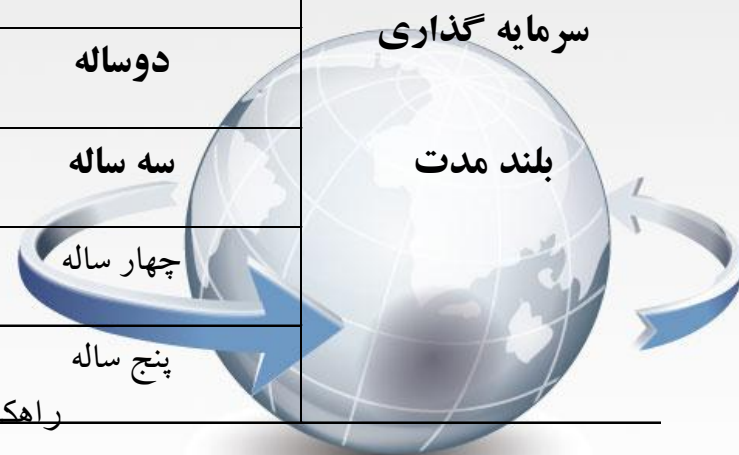 سرمایه گذاری
بلند مدت
دوساله
سه ساله
چهار ساله
پنج ساله